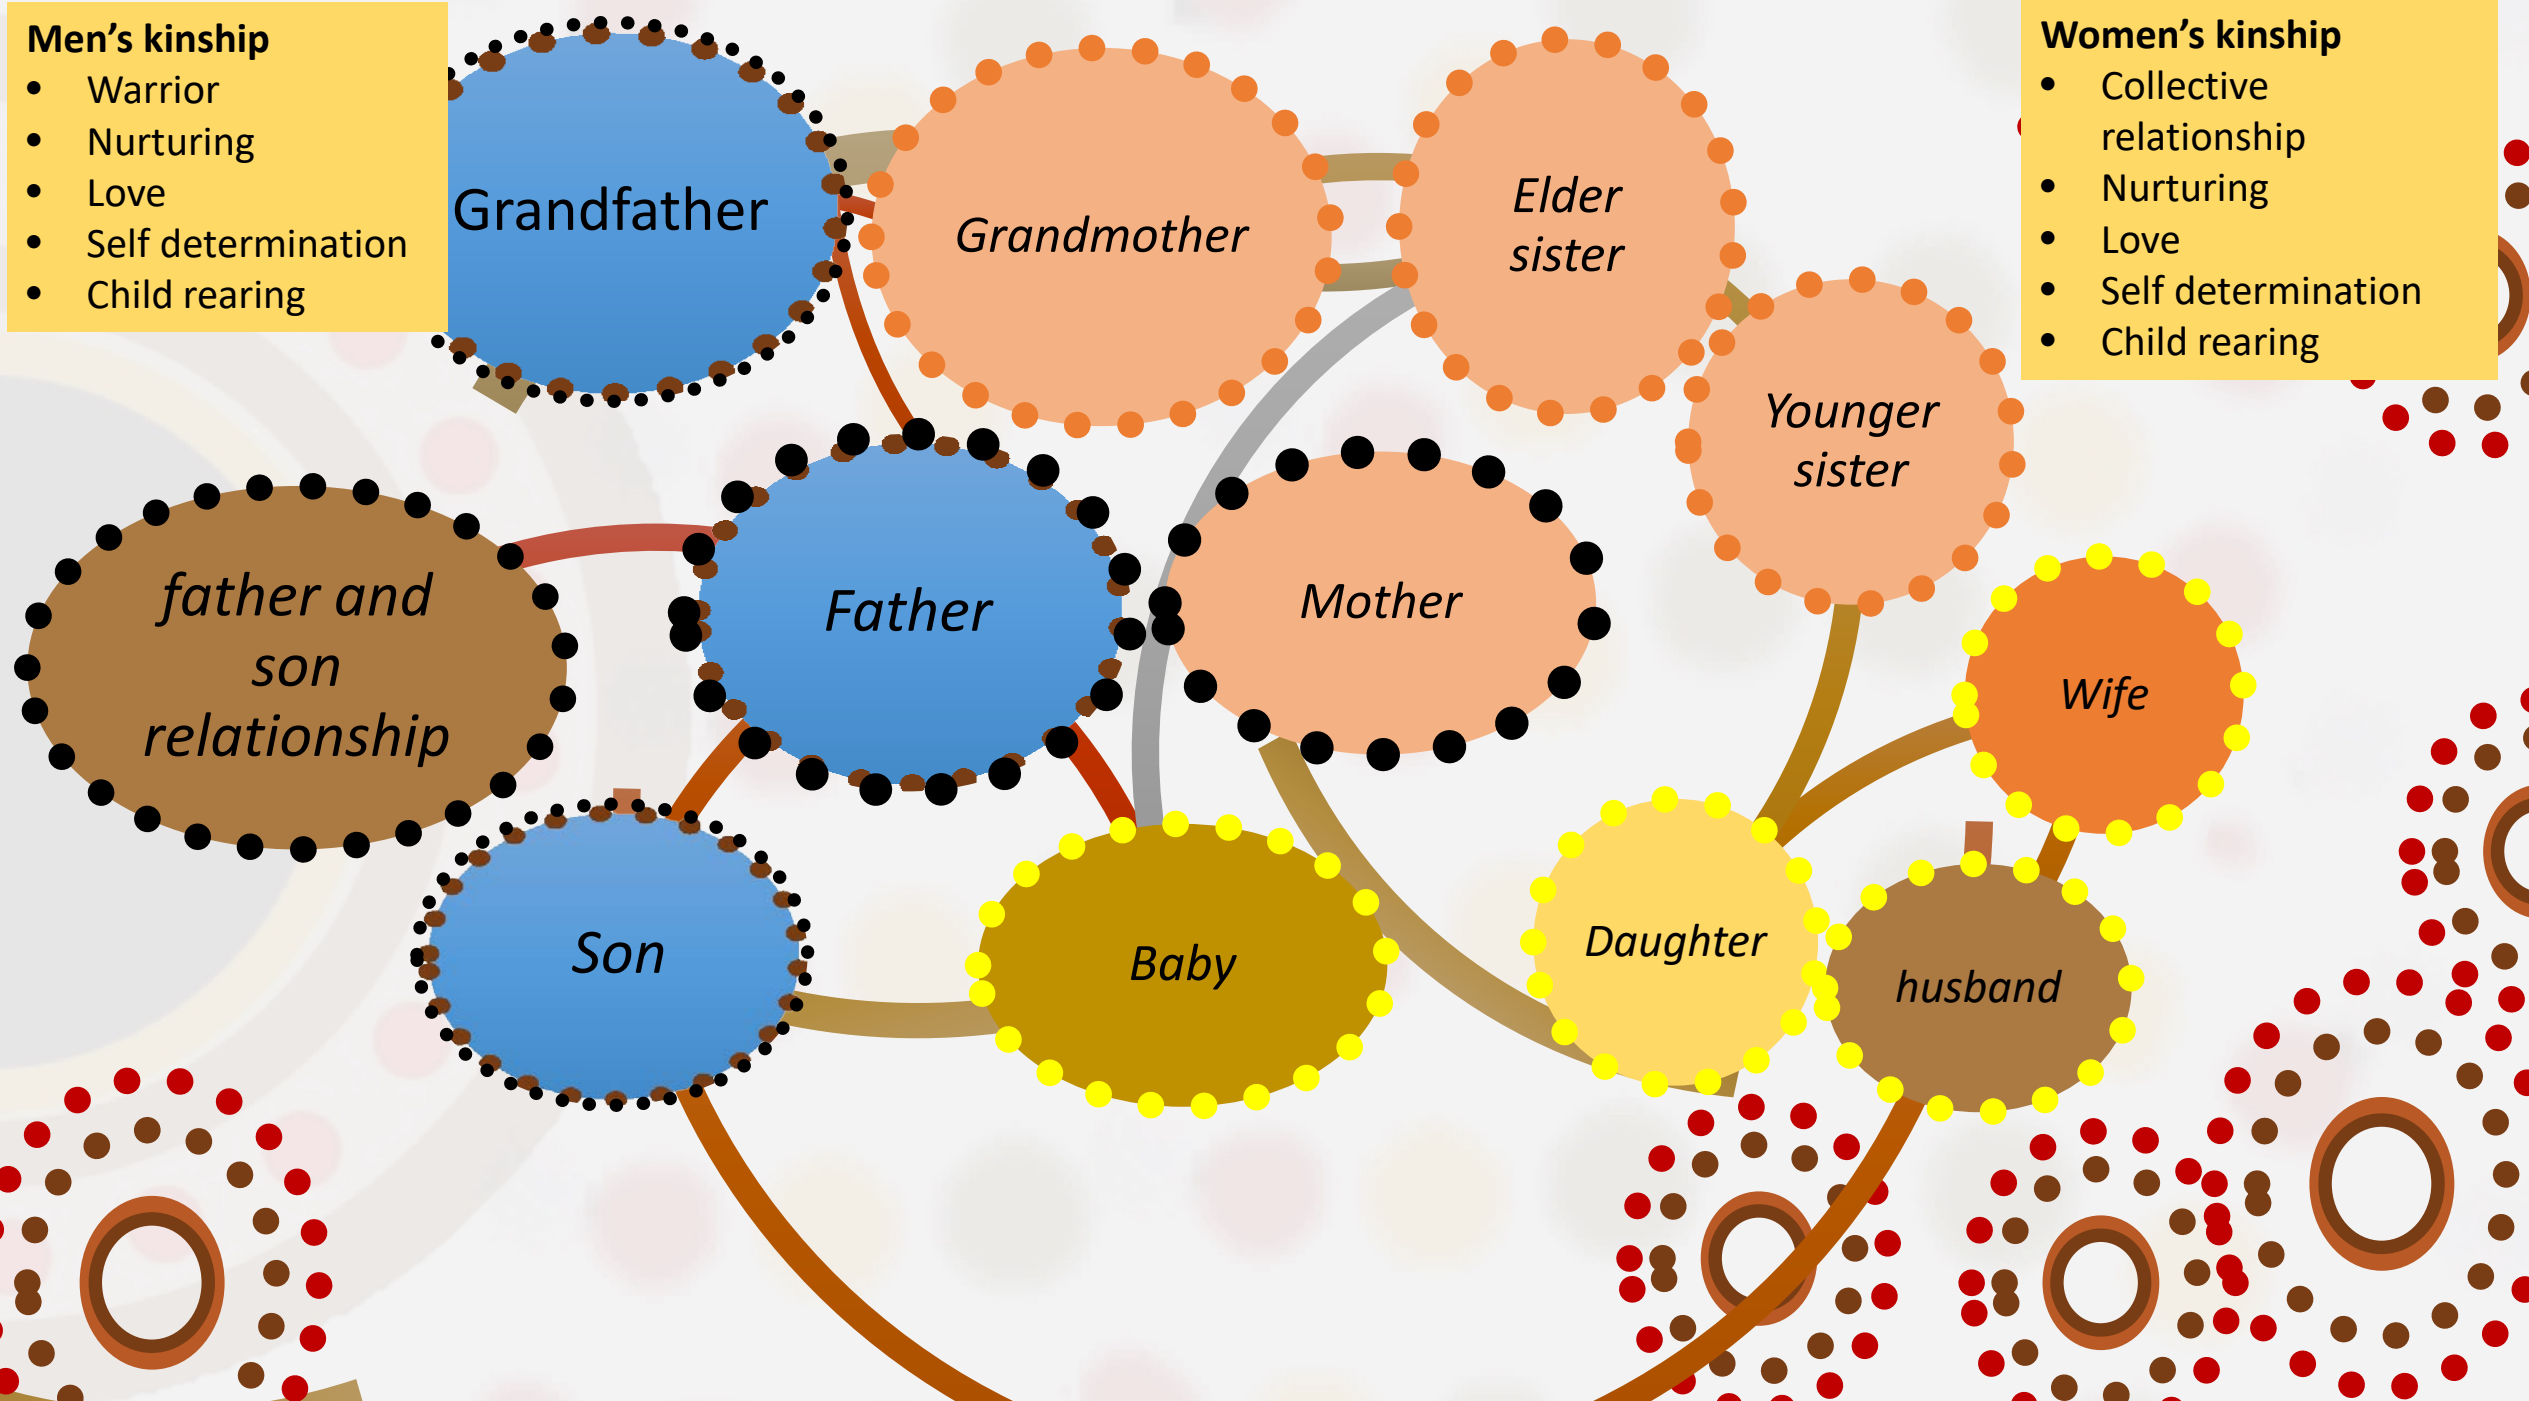 Men’s kinship
• Warrior
• Nurturing
• Love
• Self determination
• Child rearing
Women’s kinship
• Collective
relationship
• Nurturing
• Love
• Self determination
• Child rearing
Grandfather
Grandmother
Elder
sister
Younger
sister
father and
son
relationship
Father
Mother
Wife
Son
Baby
Daughter
husband